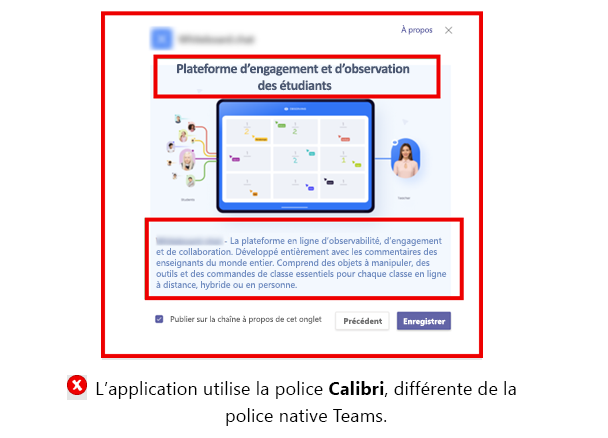 À propos
Plateforme d'engagement et d'observation
des étudiants
- La plateforme en ligne d'observabilité, d'engagement
et de collaboration. Développé entièrement avec les commentaires des
enseignants du monde entier. Comprend des objets à manipuler, des
outils et des commandes de classe essentiels pour chaque classe en ligne
à distance, hybride ou en personne.
Publier sur la chaîne à propos de cet onglet
Précédent
Enregistrer
L'application utilise la police Calibri, différente de la
police native Teams.